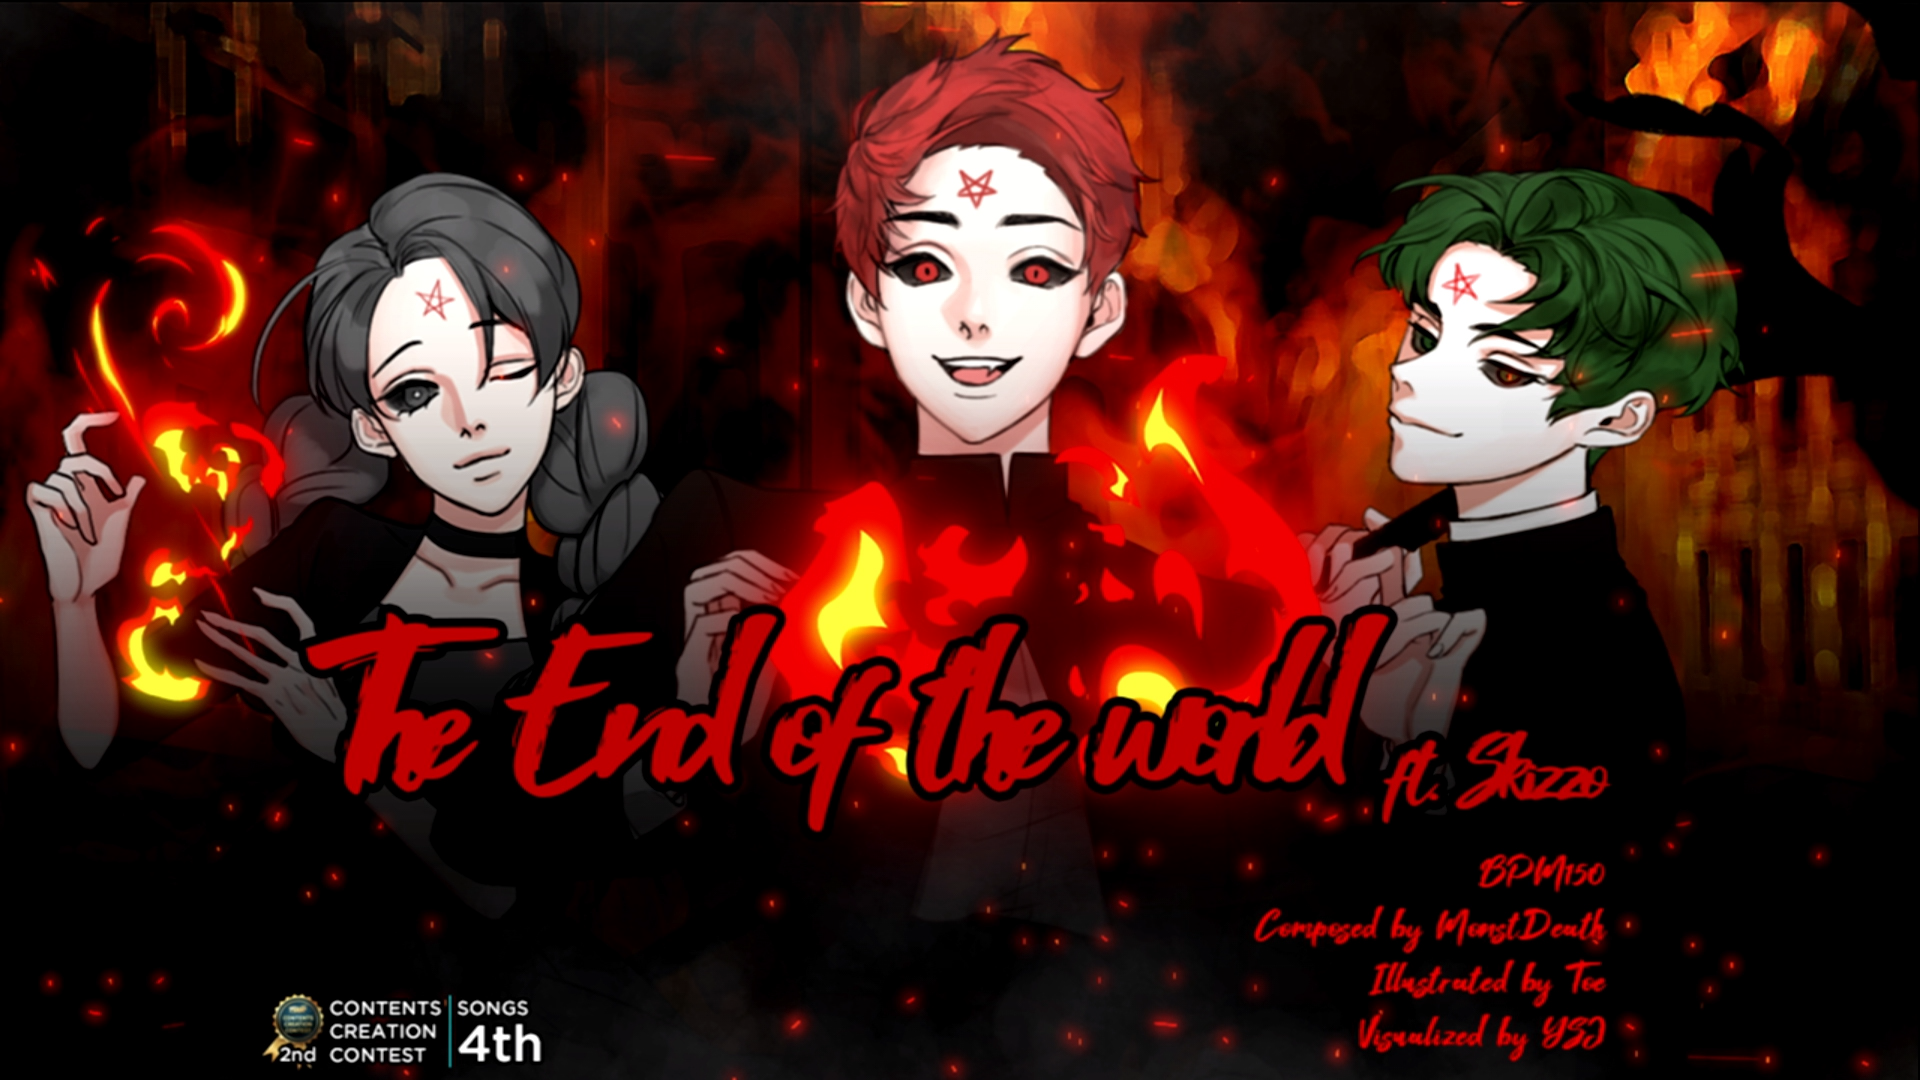 The End of the world
ft. Skizzo
BPM150
Composed by MonstDeath
Illustrated by Toe
Visualized by YSJ
2nd
CONTENTS
CREATION
CONTEST
SONGS
4th